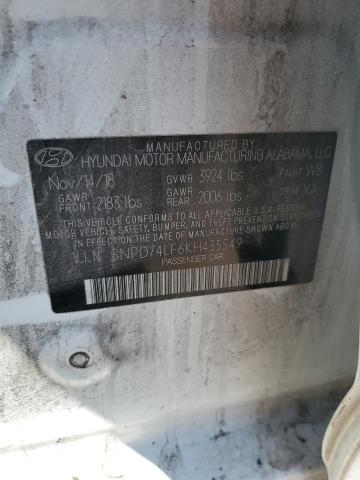 MANUFACTURED BY
HYUNDAI MOTOR MANUFACTURING ALABAMA, LLC
Nov/14/18 GVWR 3924 lbs PAINT W8
GAWR FRONT 2183 lbs GAWR REAR 2006 lbs TRIM XA
THIS VEHICLE CONFORMS TO ALL APPLICABLE U.S.A FEDERAL
MOTOR VEHICLE SAFETY, BUMPER, AND THEFT PREVENTION
STANDARDS IN EFFECT ON THE DATE OF MANUFACTURE SHOWN ABOVE.
V.I.N 5NPD74LF6KH435549
PASSENGER CAR